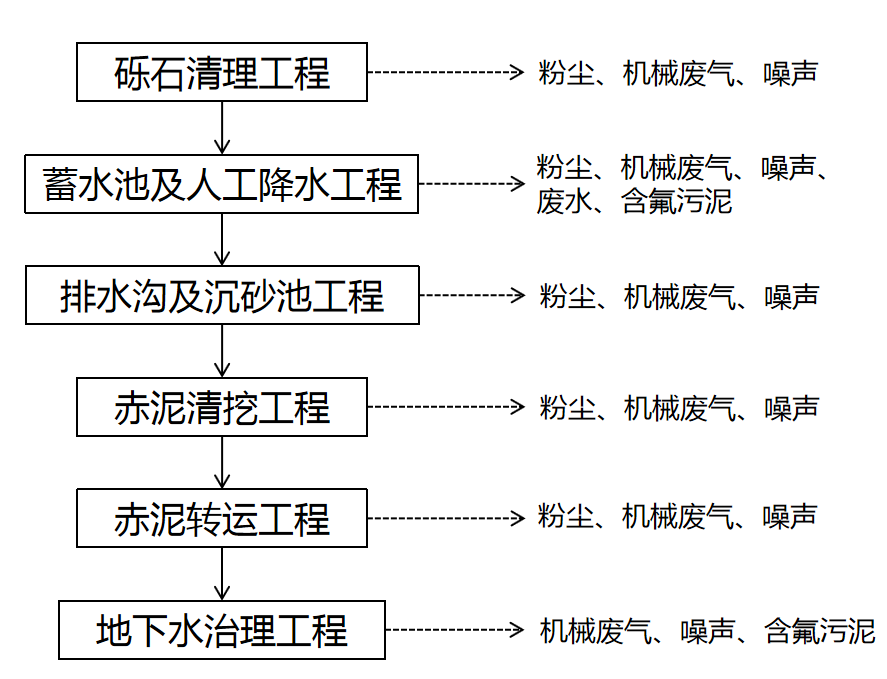 砾石清理工程
粉尘、机械废气、噪声
蓄水池及人工降水工程
粉尘、机械废气、噪声、
废水、含氟污泥
排水沟及沉砂池工程
粉尘、机械废气、噪声
赤泥清挖工程
粉尘、机械废气、噪声
赤泥转运工程
粉尘、机械废气、噪声
地下水治理工程
机械废气、噪声、含氟污泥